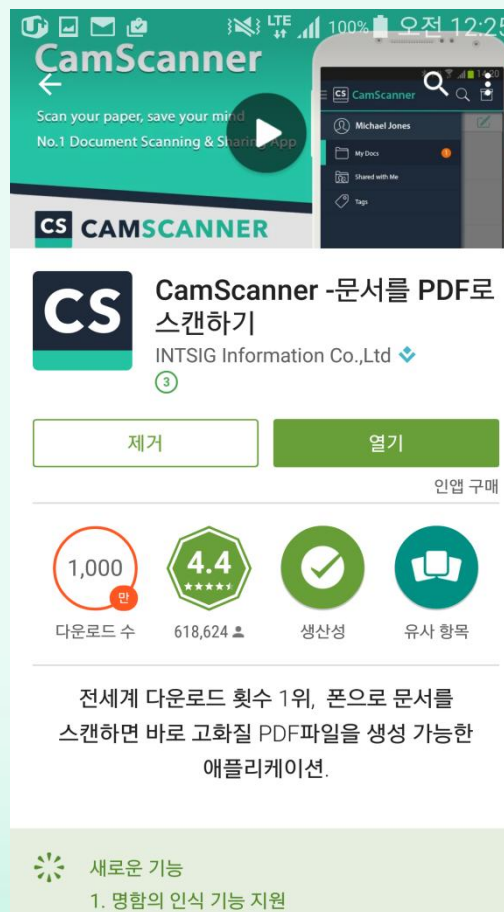 LTE 100% 오전 12:25
CamScanner
Scan your paper, save your mind
No.1 Document Scanning & Sharing App
CS CamScanner
Michael Jones
My Docs 1
Shared with Me
Tags
CS CAMSCANNER
CS
CamScanner -문서를 PDF로
스캔하기
INTSIG Information Co.,Ltd
3
제거
열기
인앱 구매
1,000
만
4.4
다운로드 수
618,624
생산성
유사 항목
전세계 다운로드 횟수 1위, 폰으로 문서를
스캔하면 바로 고화질 PDF파일을 생성 가능한
애플리케이션.
새로운 기능
1. 명함의 인식 기능 지원